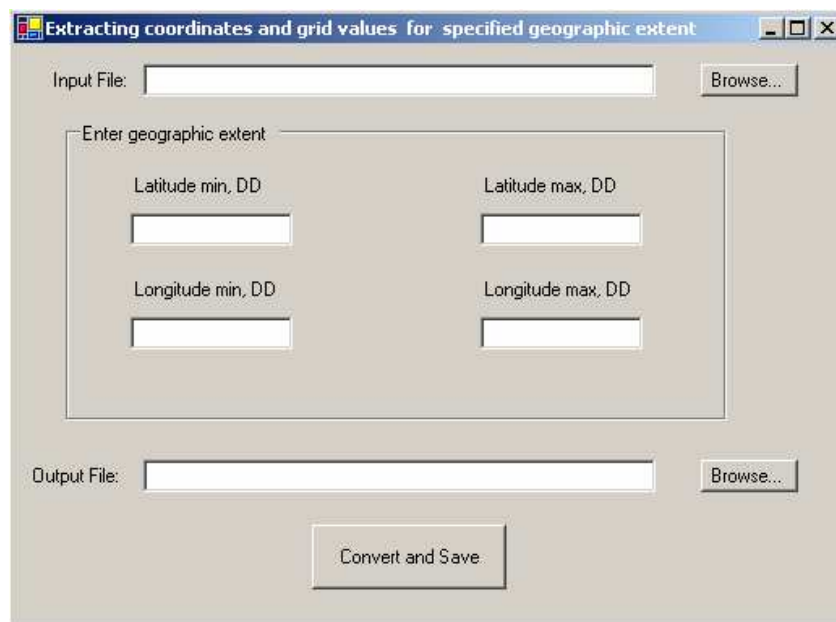 Extracting coordinates and grid values for specified geographic extent
Input File: Browse...
Enter geographic extent
Latitude min, DD Latitude max, DD
Longitude min, DD Longitude max, DD
Output File: Browse...
Convert and Save